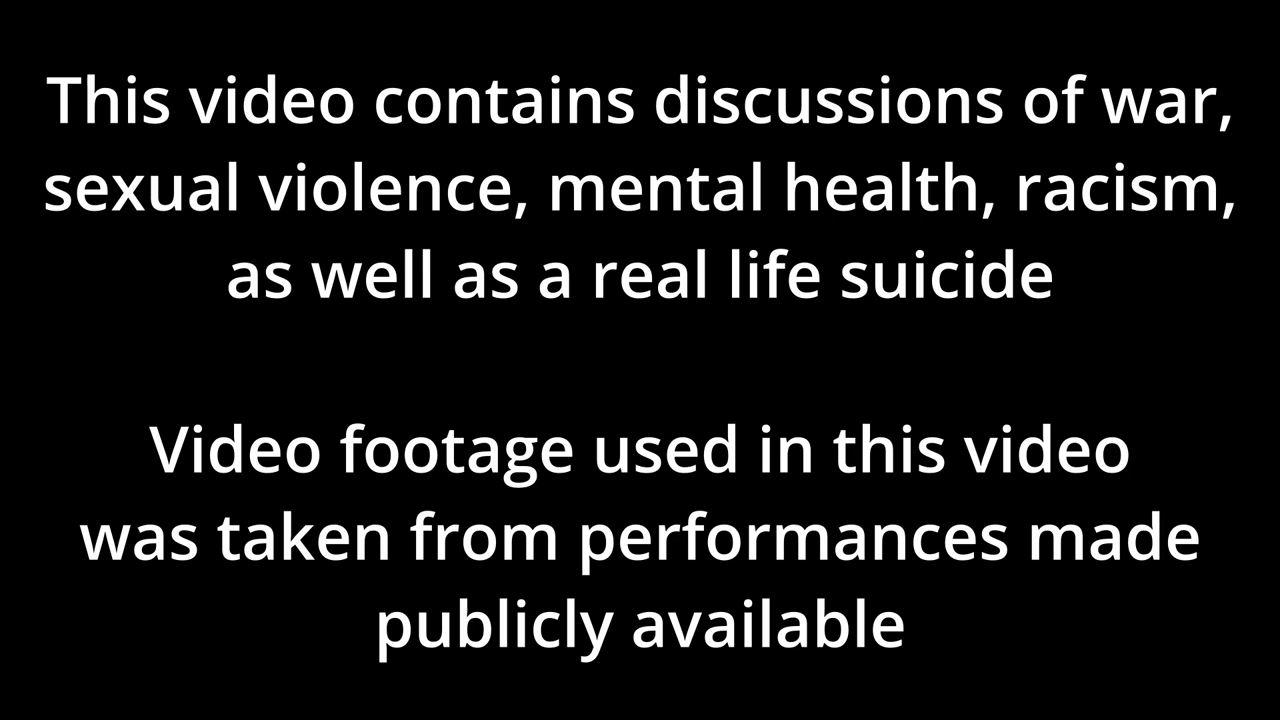 This video contains discussions of war,
sexual violence, mental health, racism,
as well as a real life suicide
Video footage used in this video
was taken from performances made
publicly available